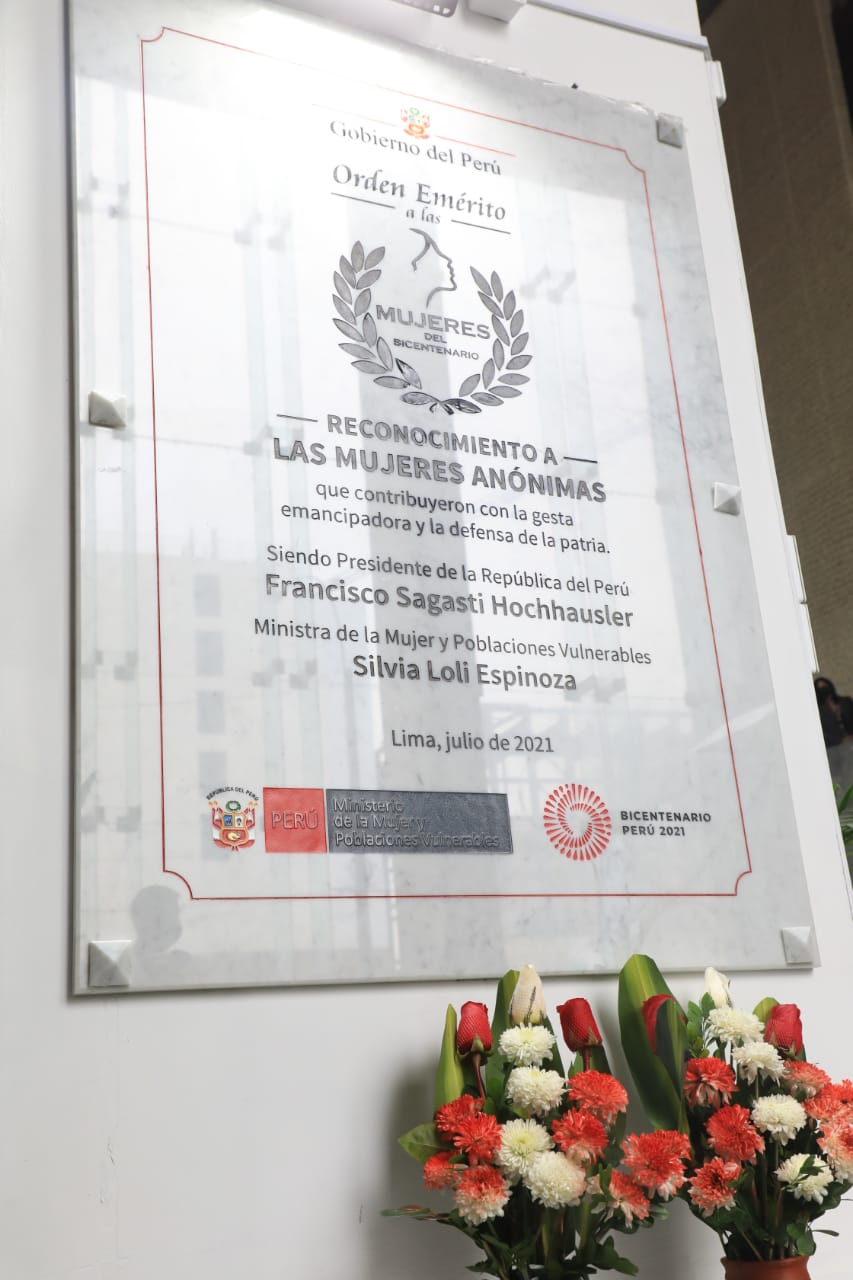 Gobierno del Perú
Orden Emérito
a las
MUJERES
DEL
BICENTENARIO
RECONOCIMIENTO A
LAS MUJERES ANÓNIMAS
que contribuyeron con la gesta
emancipadora y la defensa de la patria.
Siendo Presidente de la República del Perú
Francisco Sagasti Hochhausler
Ministra de la Mujer y Poblaciones Vulnerables
Silvia Loli Espinoza
Lima, julio de 2021
REPÚBLICA DEL PERÚ
PERÚ
Ministerio
de la Mujer y
Poblaciones Vulnerables
BICENTENARIO
PERÚ 2021